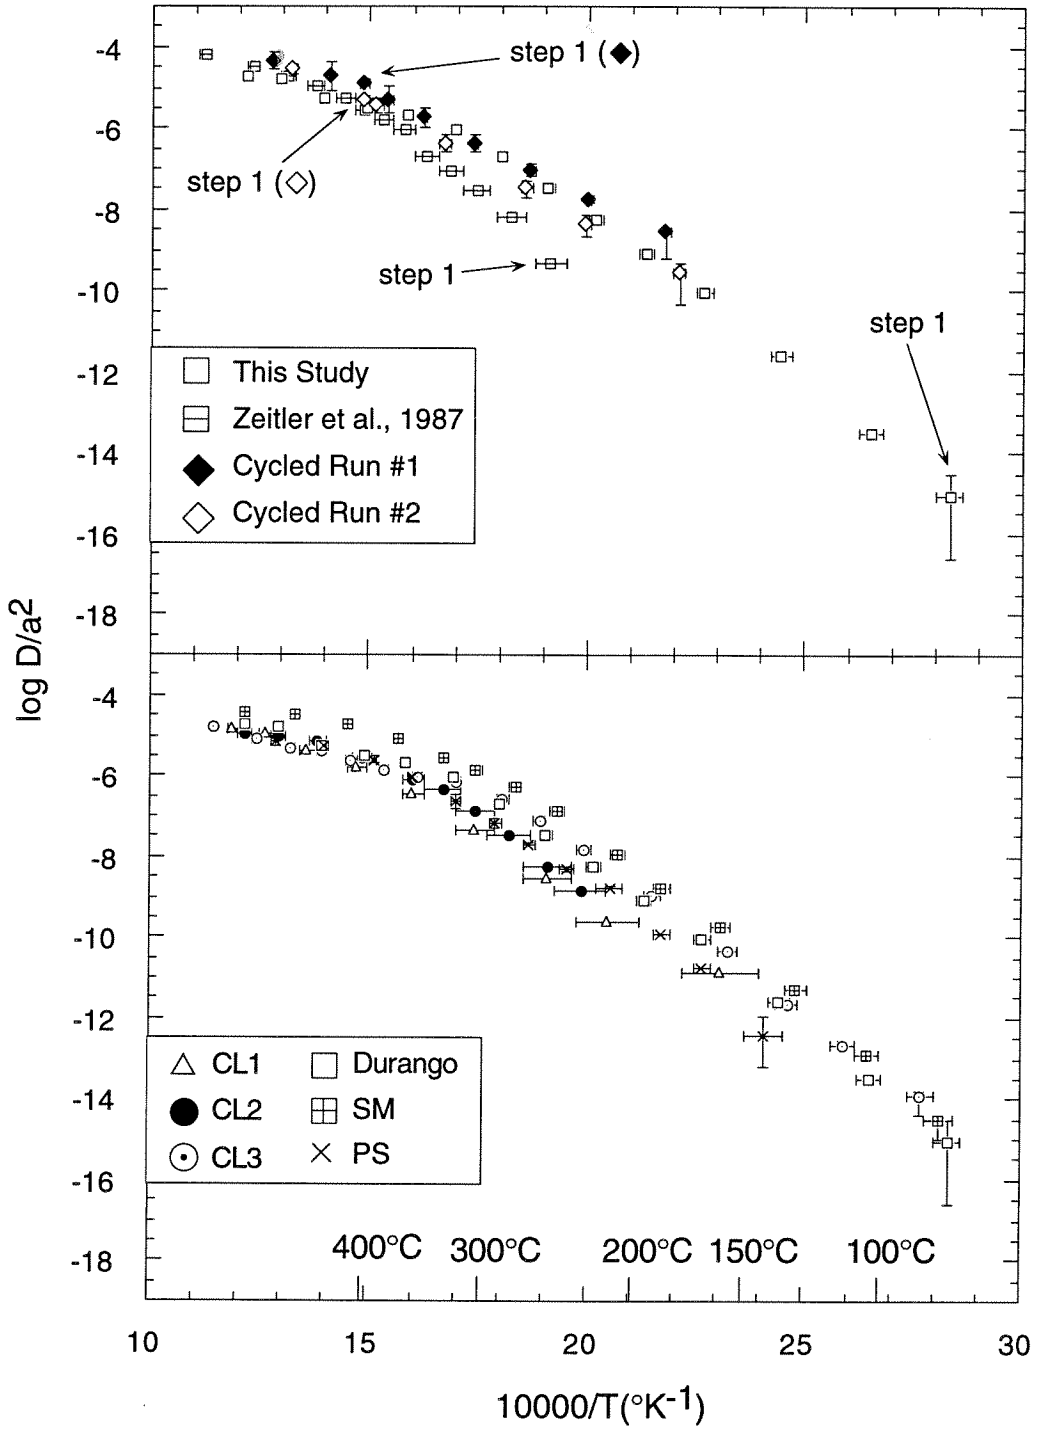 -4
step 1 (◆)
-6
step 1 (◇)
-8
step 1
-10
step 1
This Study
-12
Zeitler et al., 1987
-14
Cycled Run #1
Cycled Run #2
-16
-18
log D/a²
-4
-6
-8
-10
-12
CL1 Durango
-14
CL2 SM
CL3 PS
-16
400°C 300°C 200°C 150°C 100°C
-18
10 15 20 25 30
10000/T(°K⁻¹)